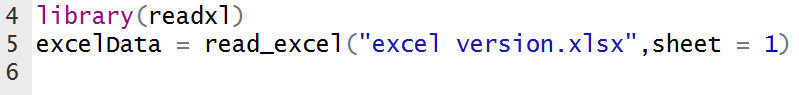 4 library(readxl)
5 excelData = read_excel("excel version.xlsx",sheet = 1)
6